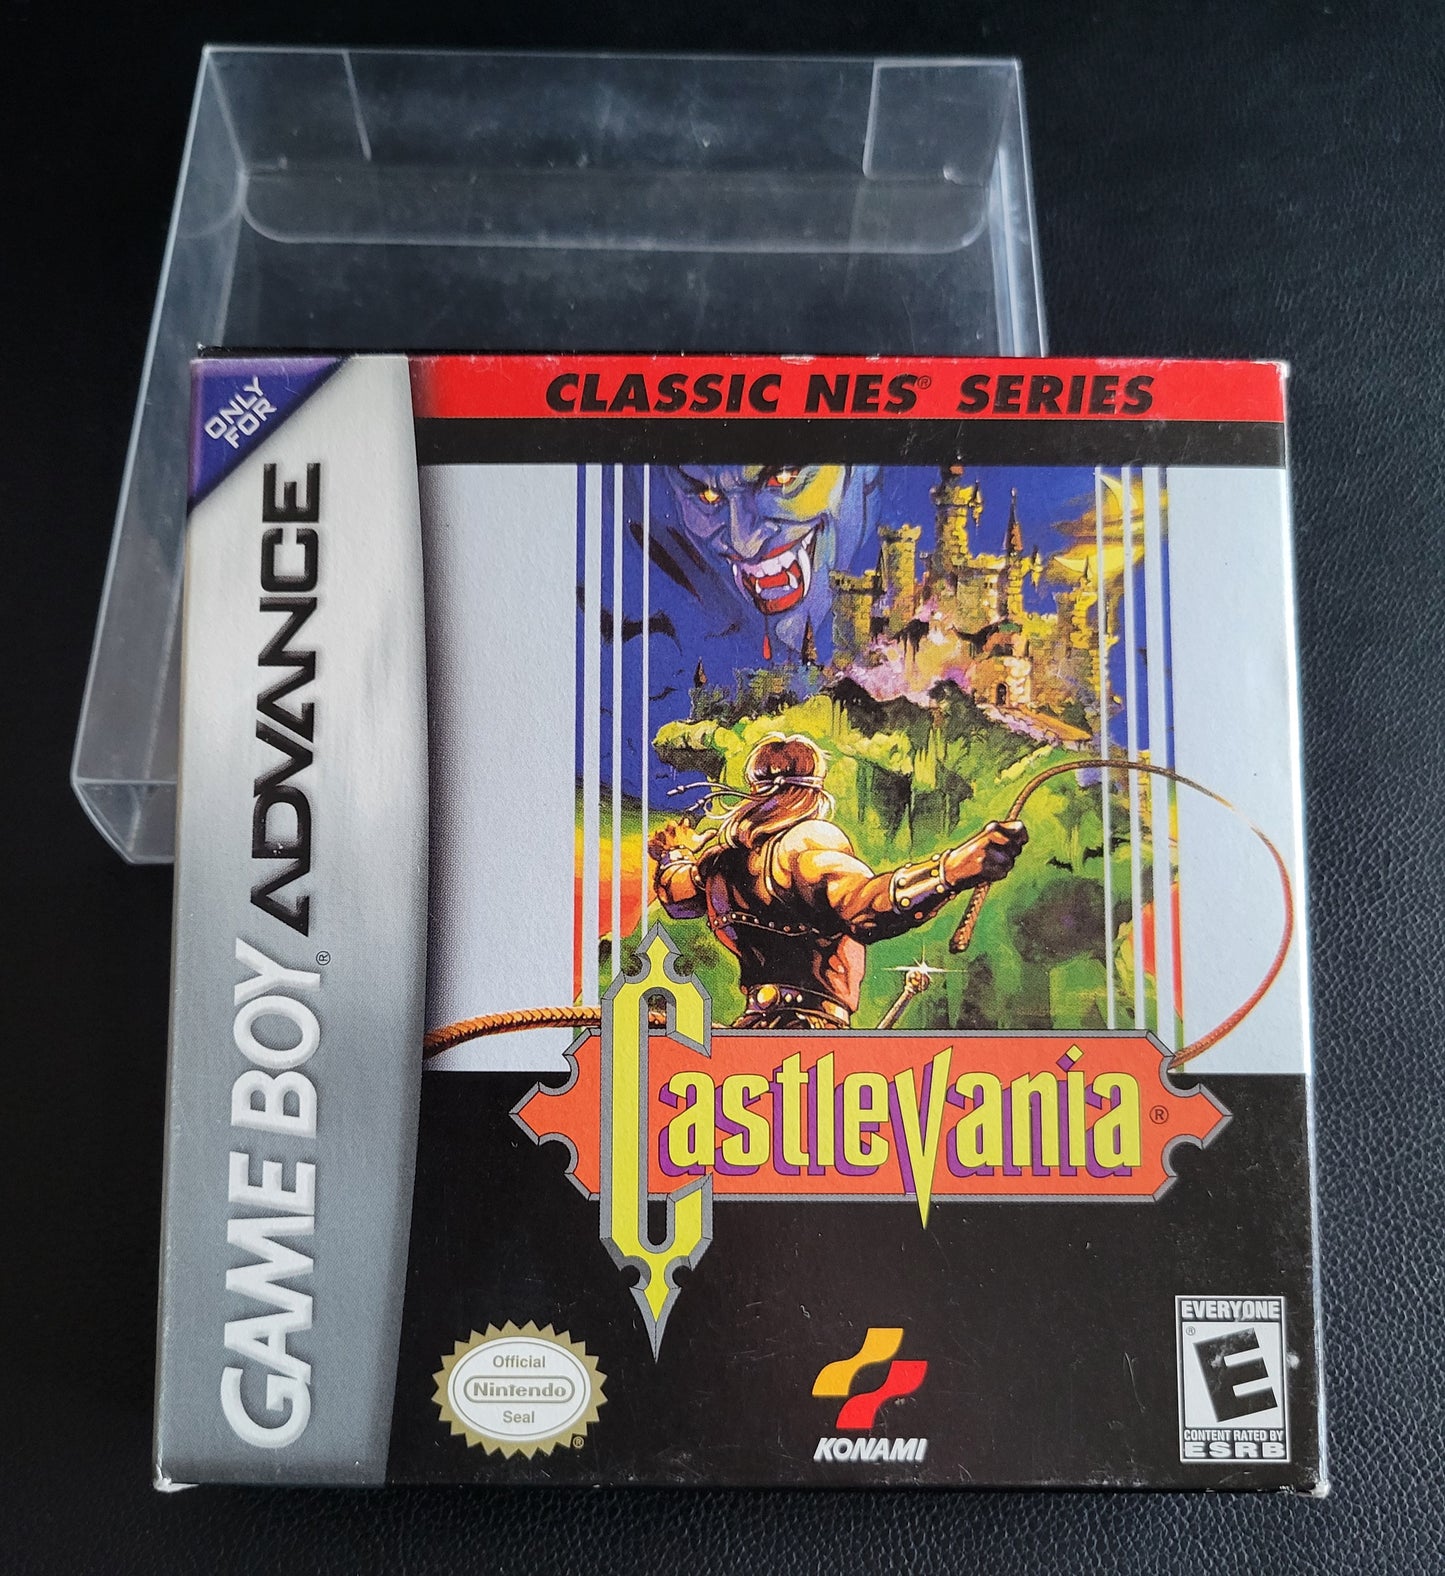 ONLY
FOR
GAME BOY ADVANCE®
CLASSIC NES® SERIES
Castlevania®
Official
Nintendo
Seal
®
KONAMI
EVERYONE
®
E
CONTENT RATED BY
ESRB